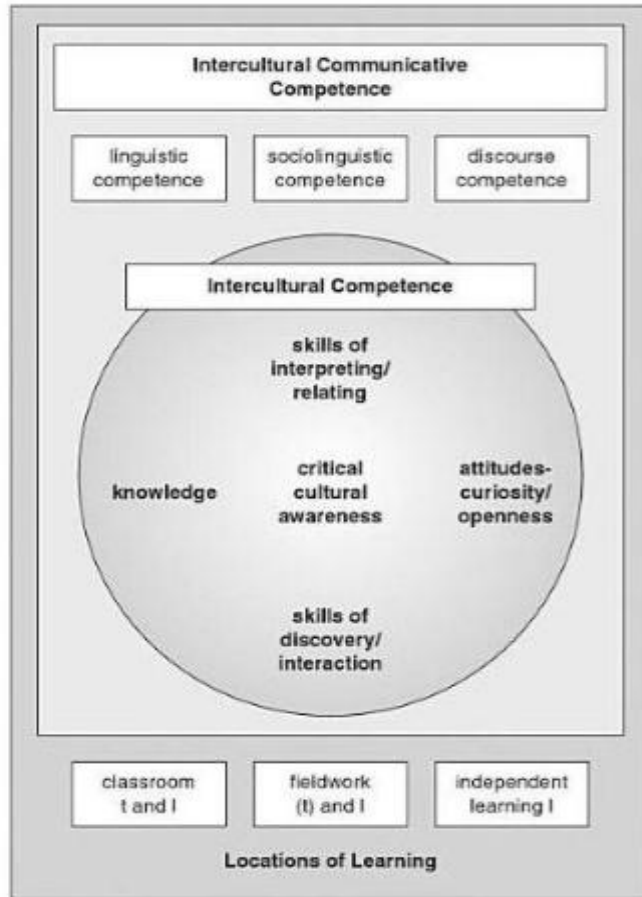 Intercultural Communicative
Competence
linguistic
competence
sociolinguistic
competence
discourse
competence
Intercultural Competence
skills of
interpreting/
relating
knowledge
critical
cultural
awareness
attitudes-
curiosity/
openness
skills of
discovery/
interaction
classroom
t and l
fieldwork
(t) and l
independent
learning l
Locations of Learning